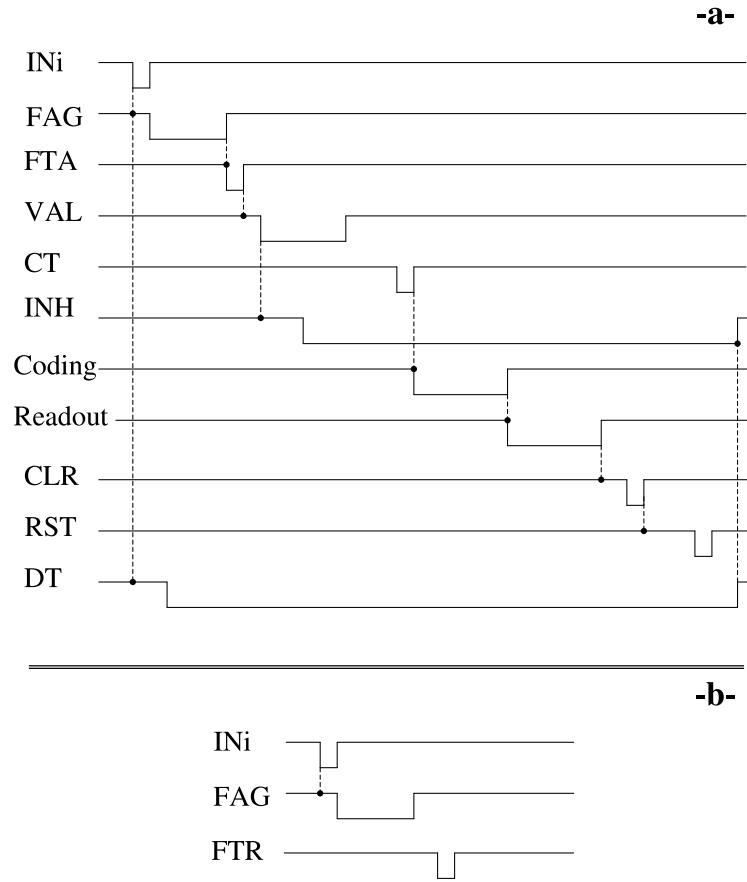 -a-
INi
FAG
FTA
VAL
CT
INH
Coding
Readout
CLR
RST
DT
-b-
INi
FAG
FTR